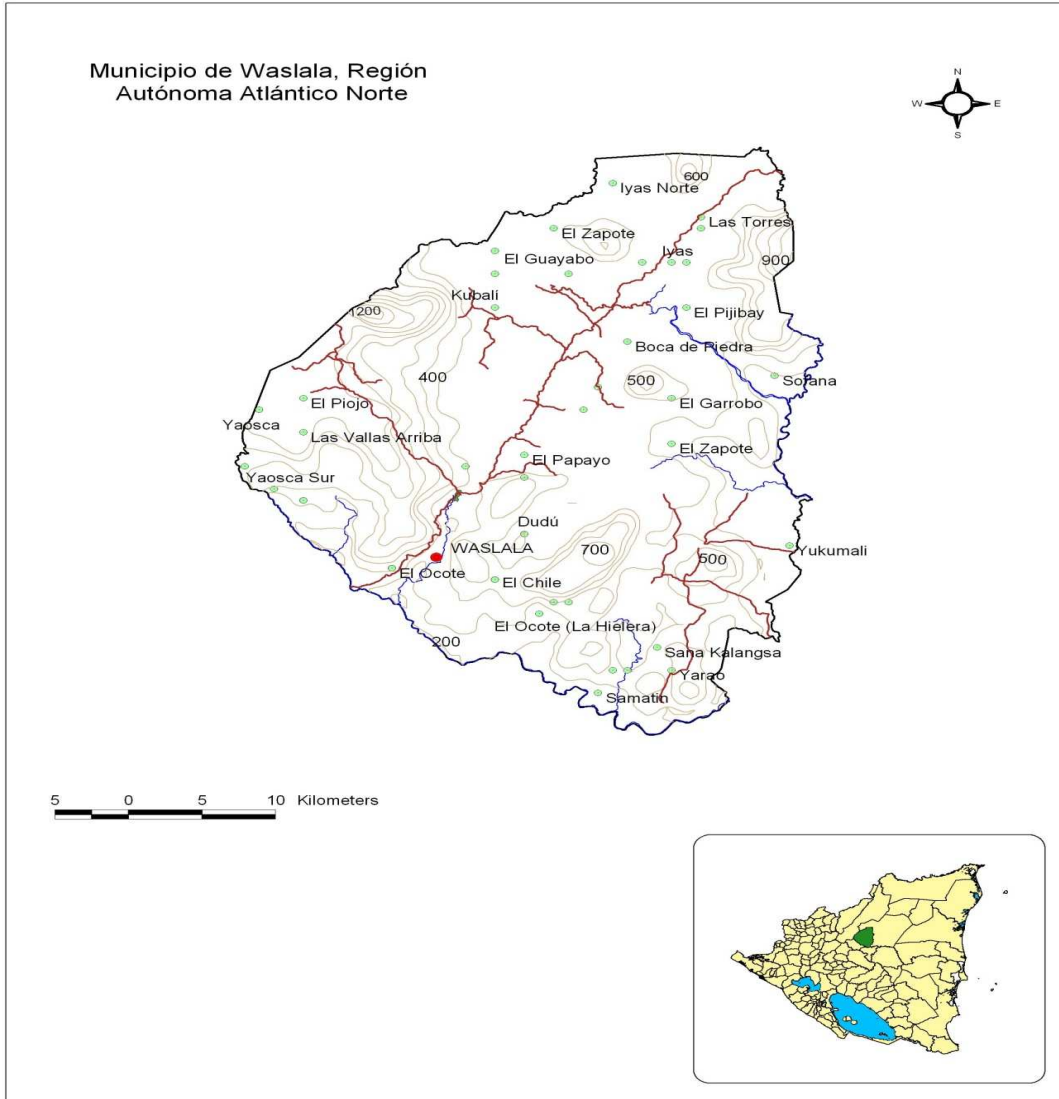 Municipio de Waslala, Región
Autónoma Atlántico Norte
N
W E
S
600
Iyas Norte
Las Torres
El Zapote
Iyas
El Guayabo
900
Kubali
1200
El Pijibay
Boca de Piedra
400
500
Sofana
El Piojo
El Garrobo
Yaosca
Las Vallas Arriba
El Zapote
El Papayo
Yaosca Sur
Dudú
WASLALA
700
500
Yukumali
El Ocote
El Chile
El Ocote (La Hielera)
200
Sana Kalangsa
Yarao
Samatin
5 0 5 10 Kilometers